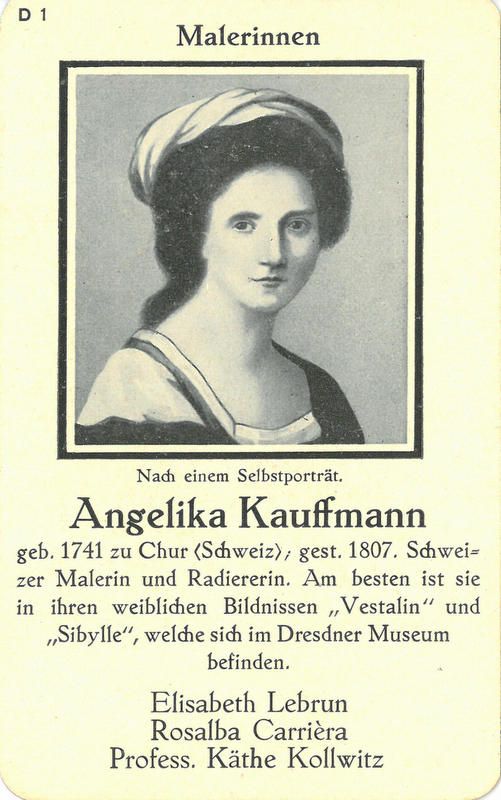 D 1
Malerinnen
Nach einem Selbstporträt.
Angelika Kauffmann
geb. 1741 zu Chur (Schweiz); gest. 1807. Schwei=
zer Malerin und Radiererin. Am besten ist sie
in ihren weiblichen Bildnissen „Vestalin“ und
„Sibylle“, welche sich im Dresdner Museum
befinden.
Elisabeth Lebrun
Rosalba Carrièra
Profess. Käthe Kollwitz